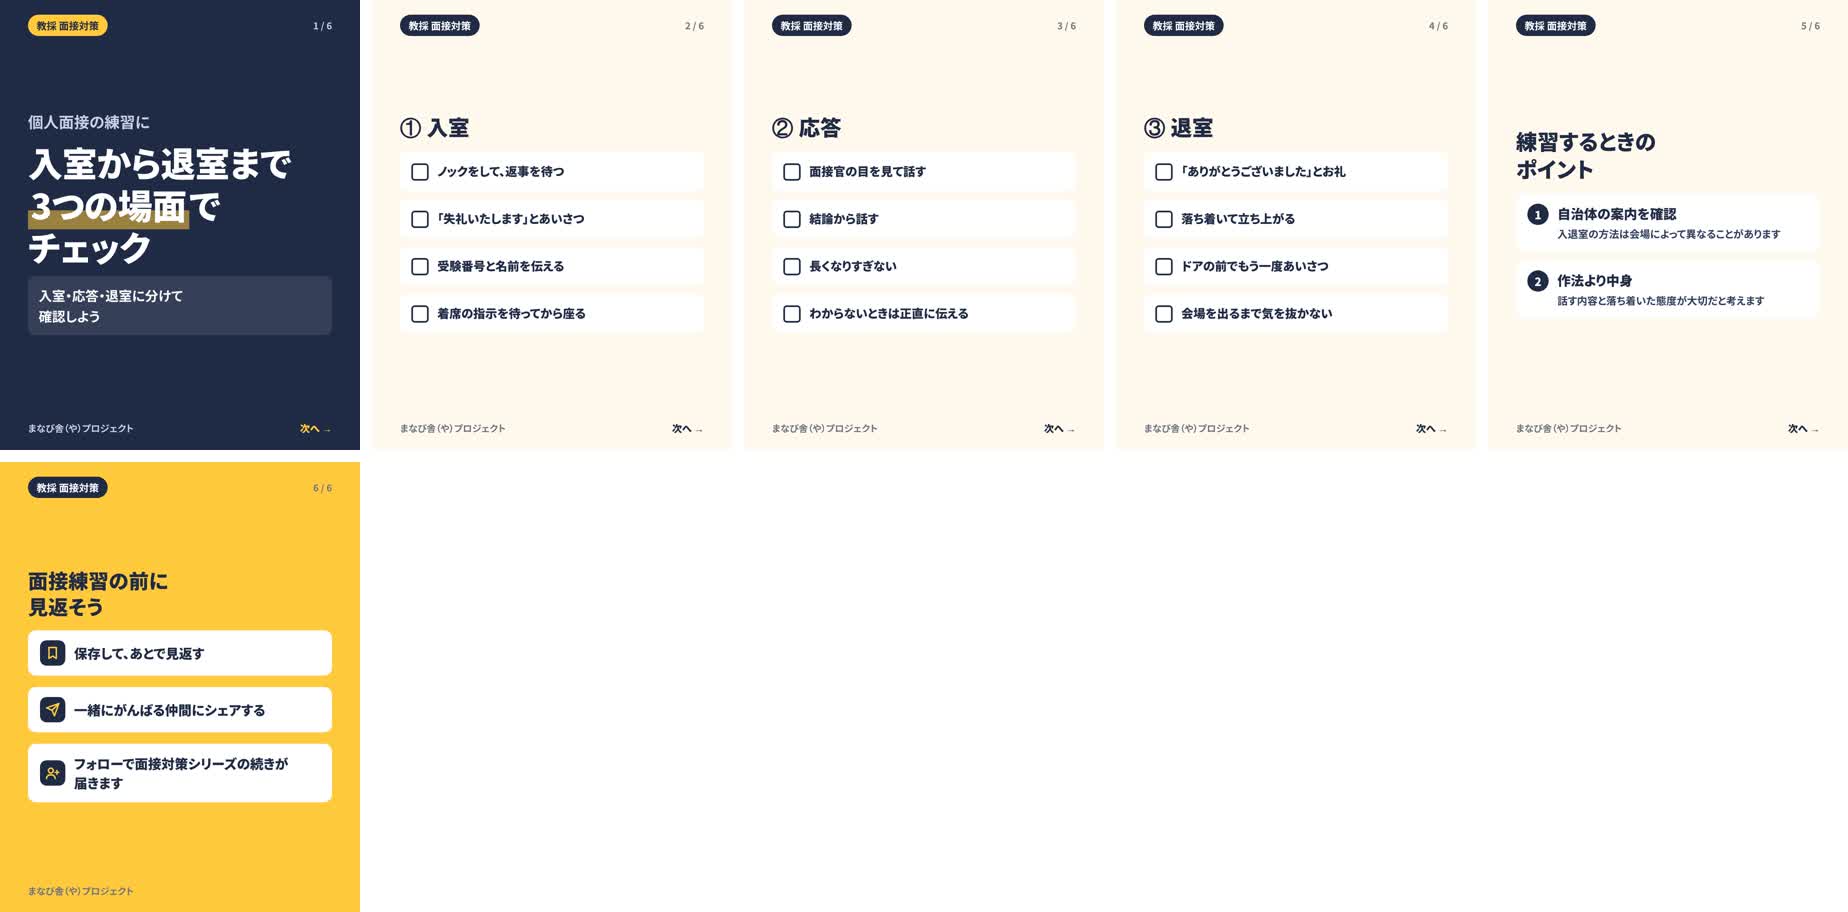 教採 面接対策
1 / 6
個人面接の練習に
入室から退室まで
3つの場面で
チェック
入室・応答・退室に分けて
確認しよう
まなび舎(や)プロジェクト
次へ →
教採 面接対策
2 / 6
① 入室
ノックをして、返事を待つ
「失礼いたします」とあいさつ
受験番号と名前を伝える
着席の指示を待ってから座る
まなび舎(や)プロジェクト
次へ →
教採 面接対策
3 / 6
② 応答
面接官の目を見て話す
結論から話す
長くなりすぎない
わからないときは正直に伝える
まなび舎(や)プロジェクト
次へ →
教採 面接対策
4 / 6
③ 退室
「ありがとうございました」とお礼
落ち着いて立ち上がる
ドアの前でもう一度あいさつ
会場を出るまで気を抜かない
まなび舎(や)プロジェクト
次へ →
教採 面接対策
5 / 6
練習するときの
ポイント
1 自治体の案内を確認
入退室の方法は会場によって異なることがあります
2 作法より中身
話す内容と落ち着いた態度が大切だと考えます
まなび舎(や)プロジェクト
次へ →
教採 面接対策
6 / 6
面接練習の前に
見返そう
保存して、あとで見返す
一緒にがんばる仲間にシェアする
フォローで面接対策シリーズの続きが
届きます
まなび舎(や)プロジェクト